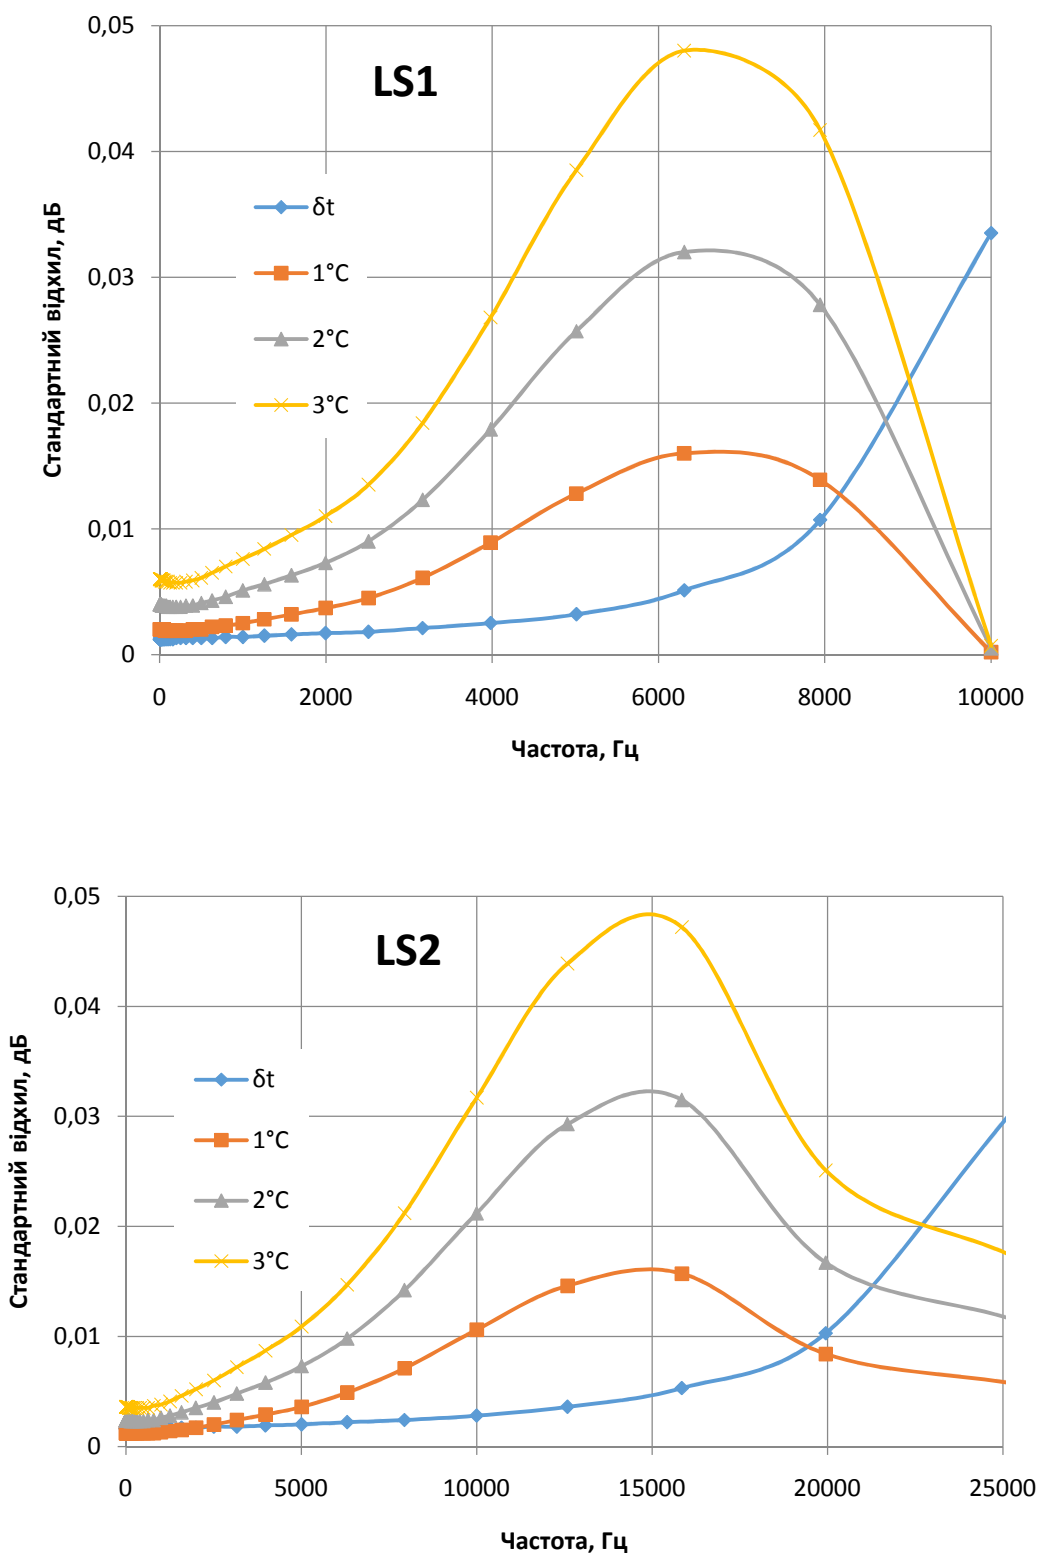 0,05
LS1
0,04
δt
0,03
1°C
2°C
0,02
3°C
0,01
0
Стандартний відхил, дБ
0 2000 4000 6000 8000 10000
Частота, Гц
0,05
LS2
0,04
δt
0,03
1°C
2°C
0,02
3°C
0,01
0
Стандартний відхил, дБ
0 5000 10000 15000 20000 25000
Частота, Гц